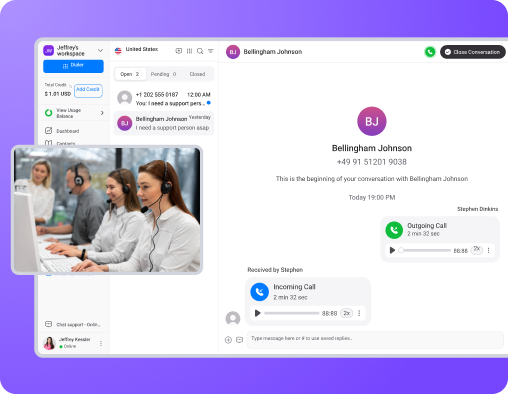 JW
Jeffrey's
workspace
Dialer
Total Credit
$ 1.01 USD
Add Credit
View Usage
Balance
Dashboard
Contacts
Chat support - Onlin...
Jeffrey Kessler
Online
United States
Open 2
Pending 0
Closed
+1 202 555 0187
12:00 AM
You: I need a support pers...
BJ
Bellingham Johnson
Yesterday
I need a support person asap
BJ
Bellingham Johnson
Close Conversation
BJ
Bellingham Johnson
+49 91 51201 9038
This is the beginning of your conversation with Bellingham Johnson
Today 19:00 PM
Stephen Dinkins
Outgoing Call
2 min 32 sec
88:88
2x
Received by Stephen
Incoming Call
2 min 32 sec
88:88
2x
Type message here or # to use saved replies..